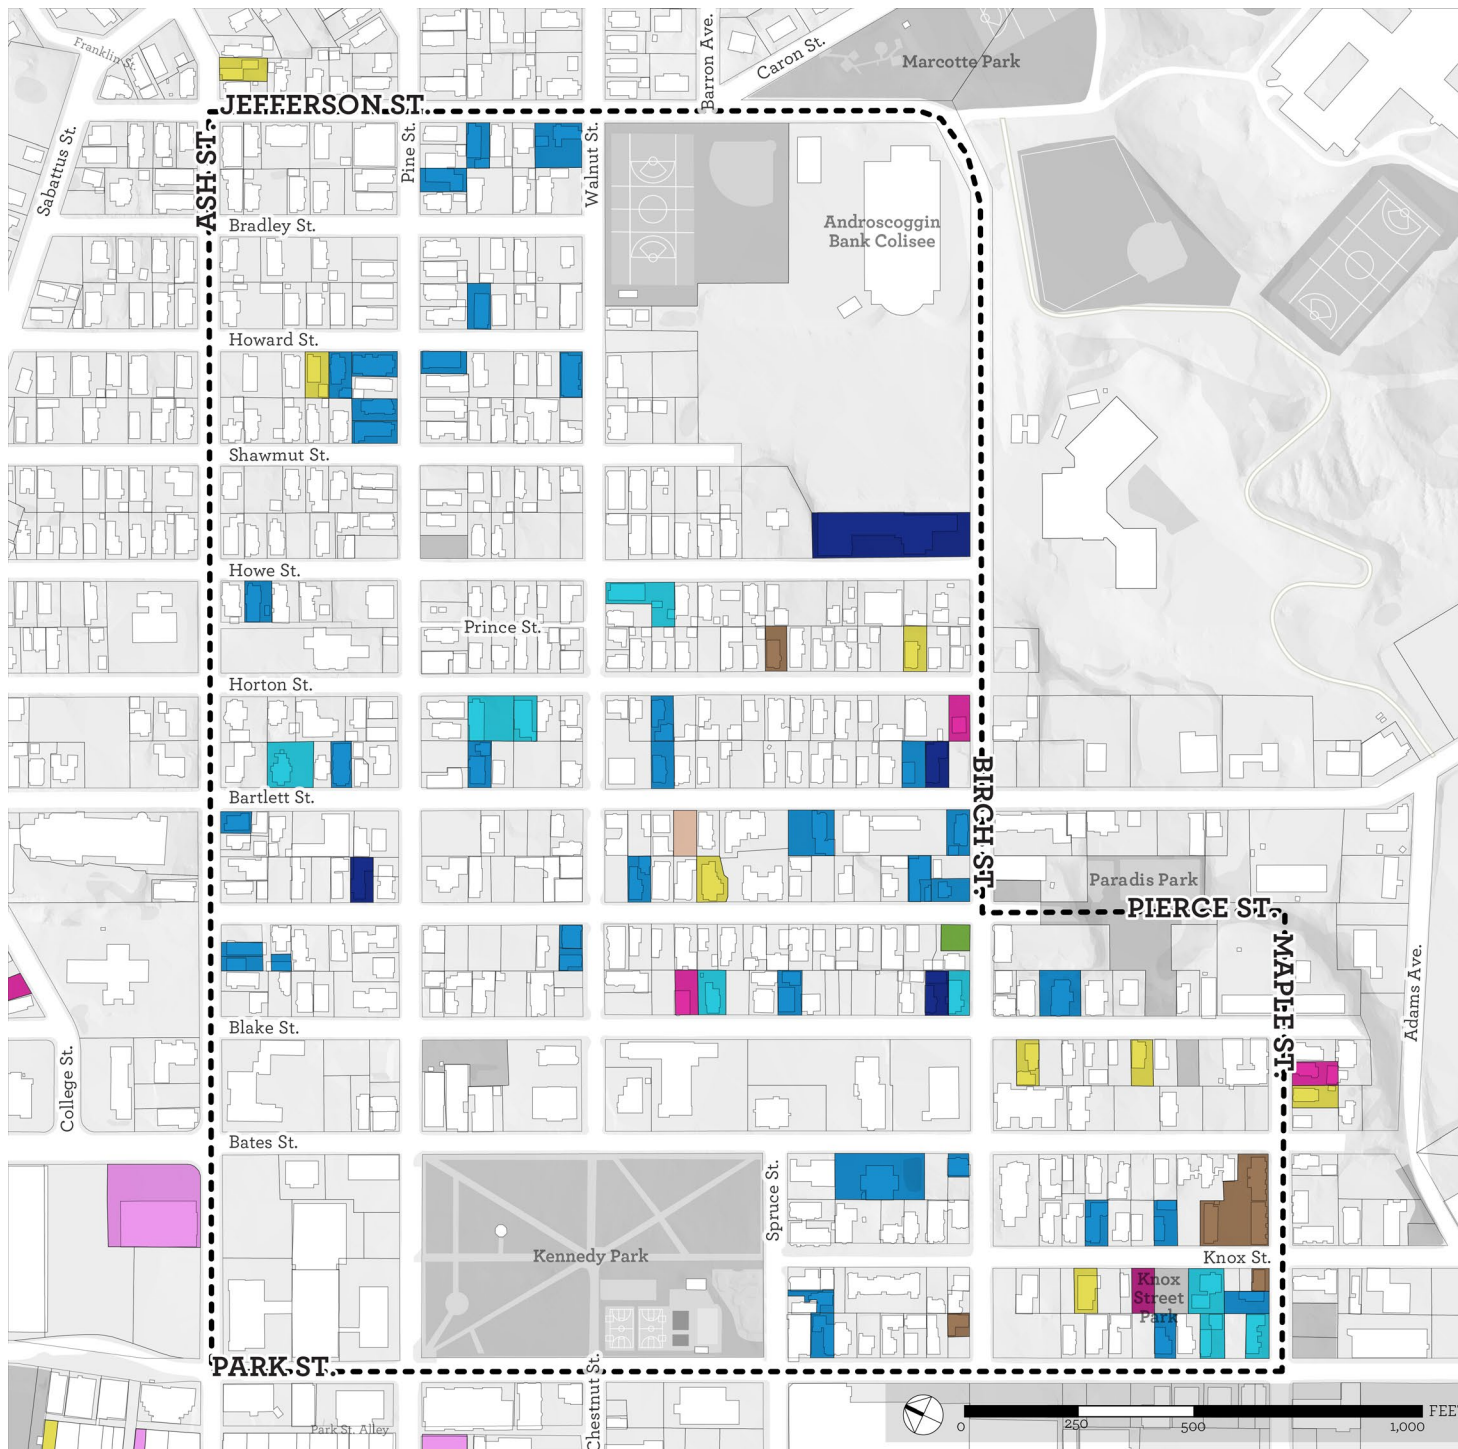 Franklin St.
Barron Ave.
Caron St.
Marcotte Park
JEFFERSON ST.
Sabattus St.
ASH ST.
Pine St.
Walnut St.
Bradley St.
Androscoggin
Bank Colisee
Howard St.
Shawmut St.
Howe St.
Prince St.
Horton St.
BIRCH ST.
Bartlett St.
Paradis Park
PIERCE ST.
MAPLE ST.
Adams Ave.
Blake St.
College St.
Bates St.
Spruce St.
Kennedy Park
Knox St.
Knox
Street
Park
PARK ST.
Chestnut St.
Park St. Alley
0
250
500
1,000
FEET